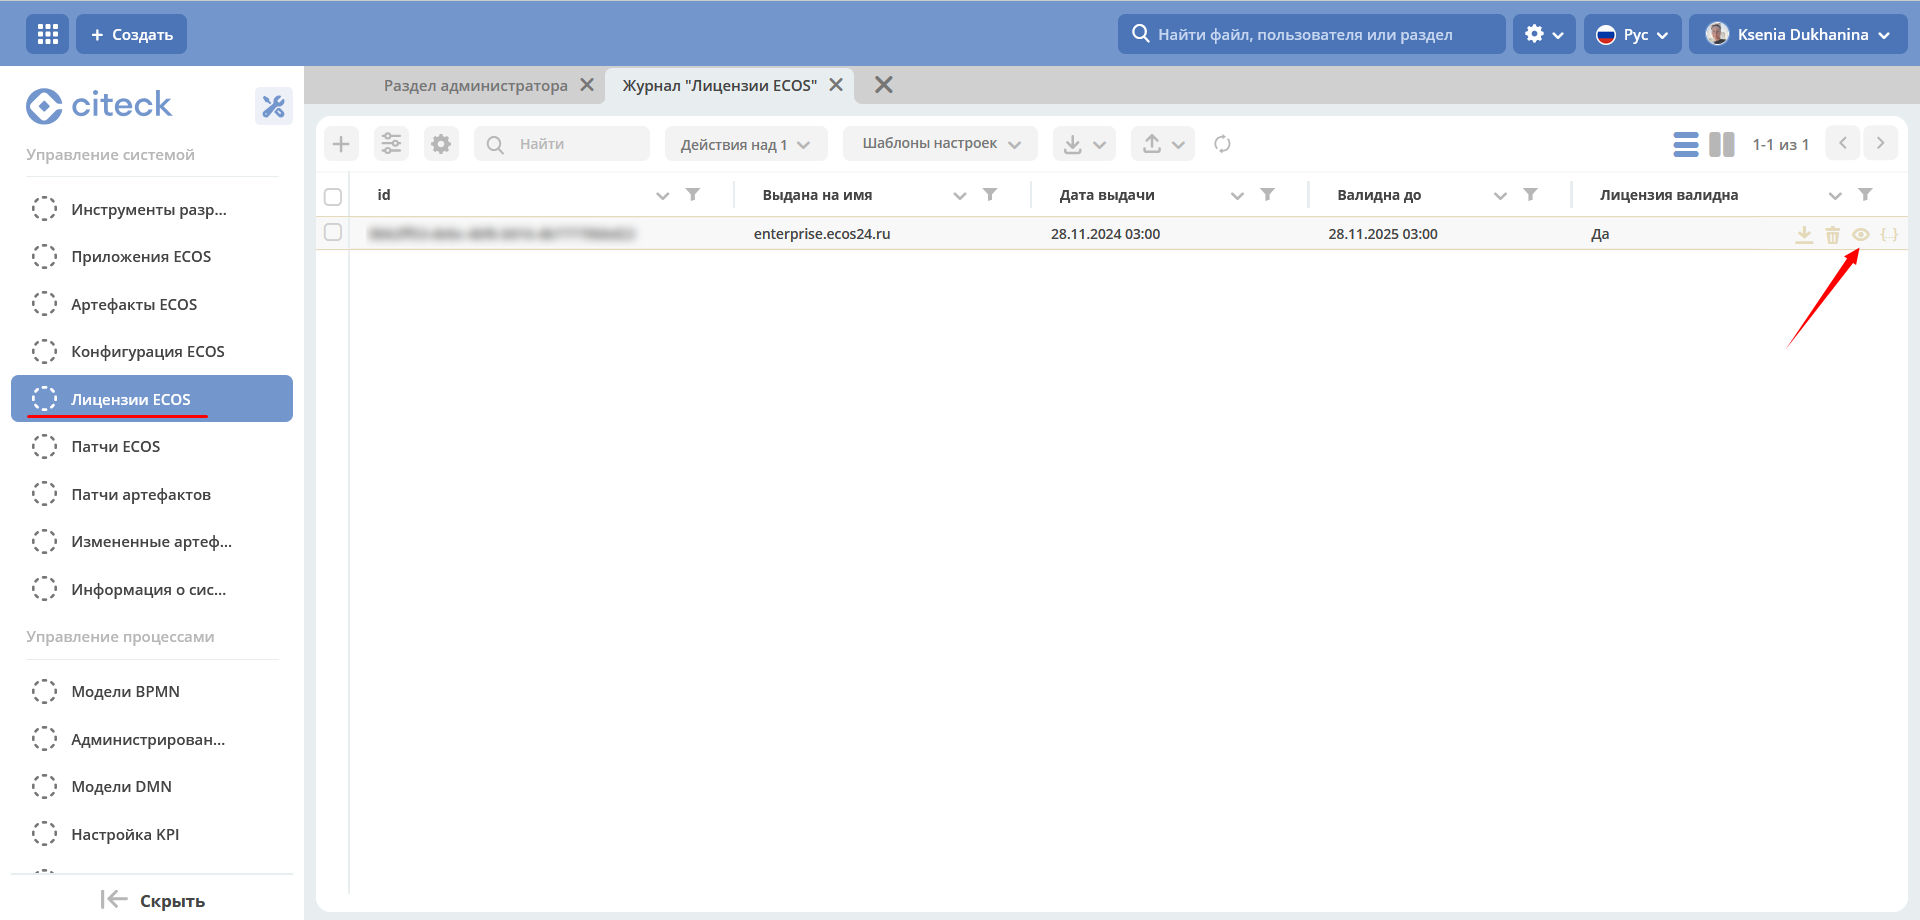 + Создать
Найти файл, пользователя или раздел
Рус
Ksenia Dukhanina
citeck
Раздел администратора
Журнал "Лицензии ECOS"
Управление системой
Инструменты разр...
Приложения ECOS
Артефакты ECOS
Конфигурация ECOS
Лицензии ECOS
Патчи ECOS
Патчи артефактов
Измененные артеф...
Информация о сис...
Управление процессами
Модели BPMN
Администрирован...
Модели DMN
Настройка KPI
Скрыть
Найти
Действия над 1
Шаблоны настроек
1-1 из 1
id
Выдана на имя
Дата выдачи
Валидна до
Лицензия валидна
enterprise.ecos24.ru
28.11.2024 03:00
28.11.2025 03:00
Да